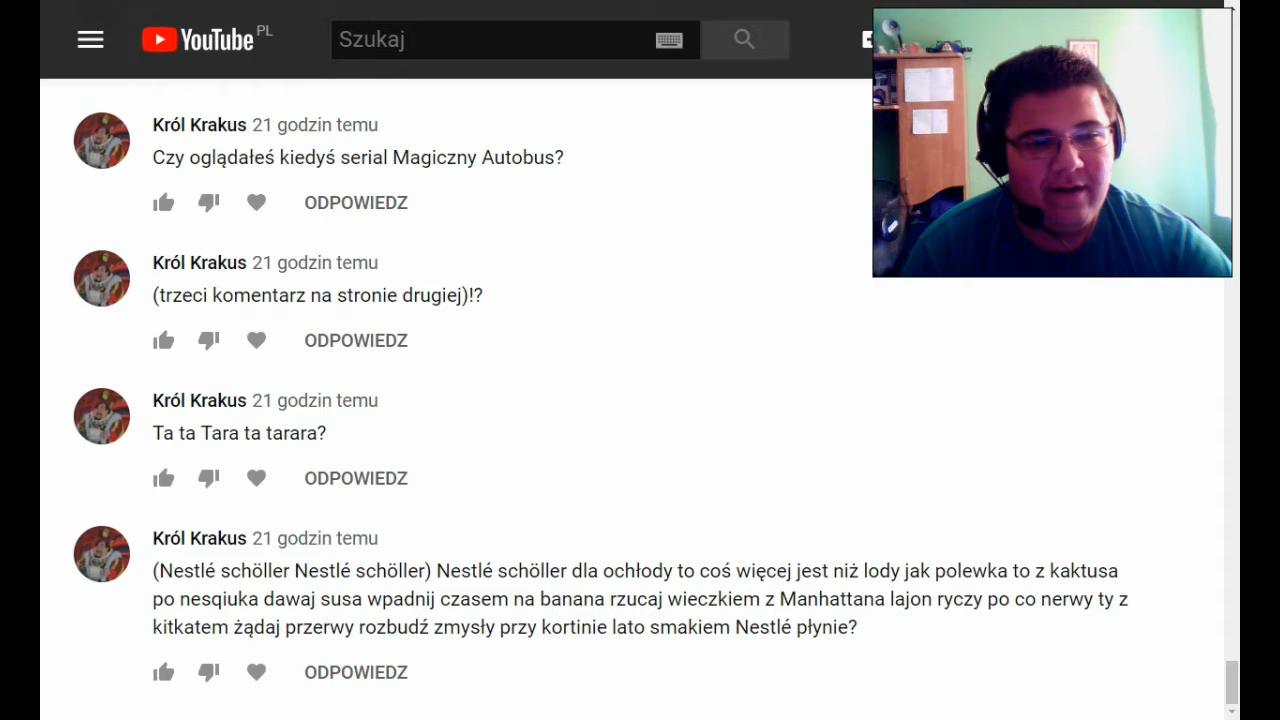 YouTube PL
Szukaj
Król Krakus 21 godzin temu
Czy oglądałeś kiedyś serial Magiczny Autobus?
ODPOWIEDZ
Król Krakus 21 godzin temu
(trzeci komentarz na stronie drugiej)!?
ODPOWIEDZ
Król Krakus 21 godzin temu
Ta ta Tara ta tarara?
ODPOWIEDZ
Król Krakus 21 godzin temu
(Nestlé schöller Nestlé schöller) Nestlé schöller dla ochłody to coś więcej jest niż lody jak polewka to z kaktusa
po nesqiuka dawaj susa wpadnij czasem na banana rzucaj wieczkiem z Manhattana lajon ryczy po co nerwy ty z
kitkatem żądaj przerwy rozbudź zmysły przy kortinie lato smakiem Nestlé płynie?
ODPOWIEDZ